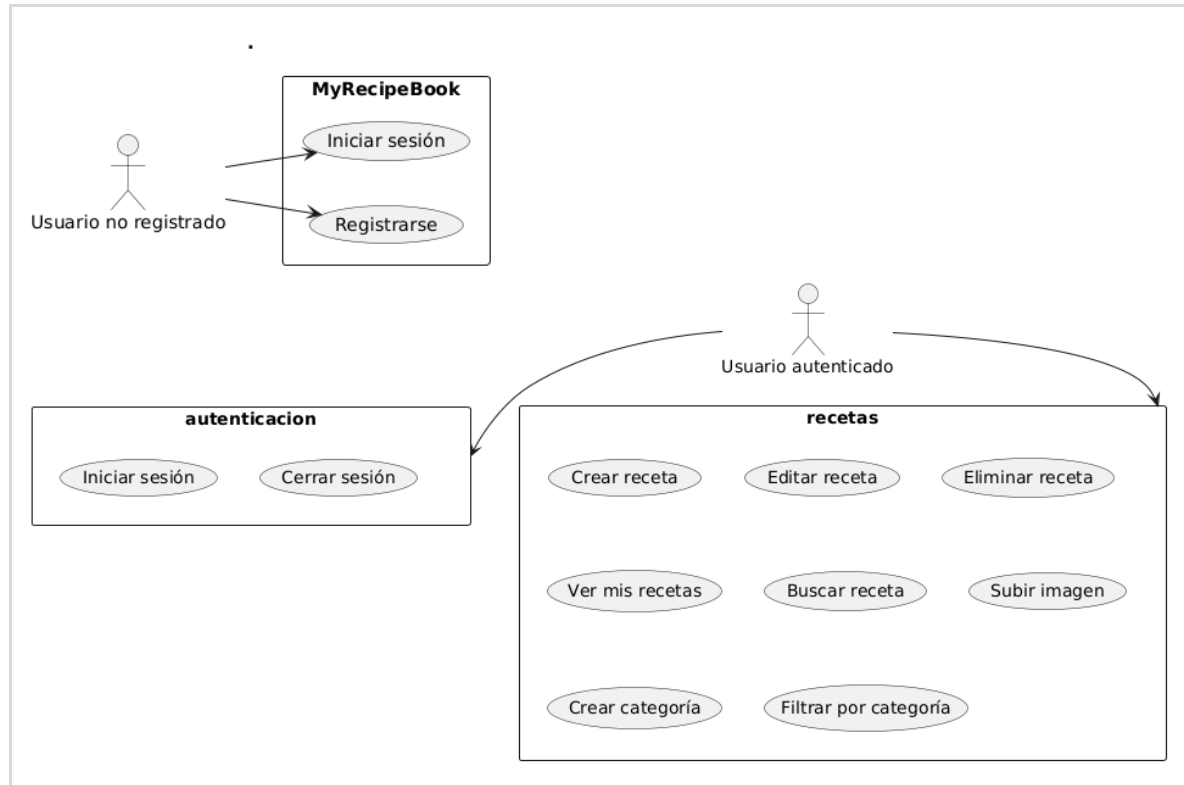 .
MyRecipeBook
Iniciar sesión
Registrarse
Usuario no registrado
Usuario autenticado
autenticacion
Iniciar sesión Cerrar sesión
recetas
Crear receta Editar receta Eliminar receta
Ver mis recetas Buscar receta Subir imagen
Crear categoría Filtrar por categoría